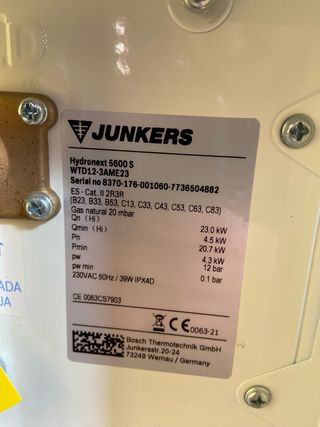 JUNKERS
Hydronext 5600 S
WTD12-3AME23
Serial no 8370-176-001060-7736504882
ES - Cat. II 2R3R
(B23, B33, B53, C13, C33, C43, C53, C63, C83)
Gas natural 20 mbar
Qn (Hi) 23.0 kW
Qmin (Hi) 4.5 kW
Pn 20.7 kW
Pmin 4.3 kW
pw 12 bar
pw min 0.1 bar
230VAC 50Hz / 39W IPX4D
CE 0063CS7903
CE 0063-21
Bosch Thermotechnik GmbH
Junkersstr.20-24
73249 Wernau / Germany
ADA
JA